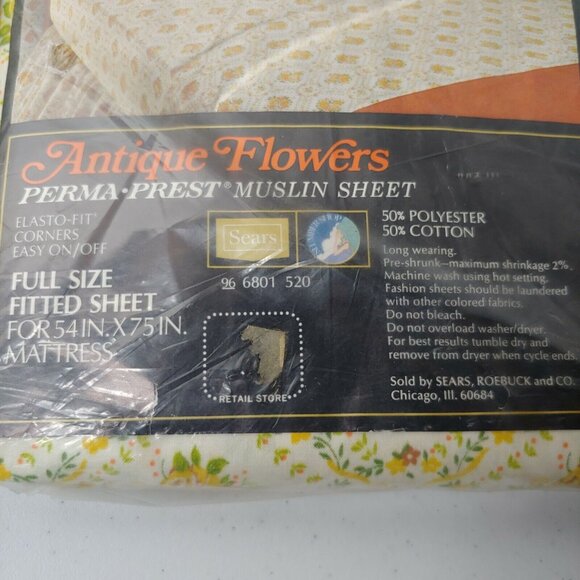 Antique Flowers
PERMA•PREST® MUSLIN SHEET
ELASTO-FIT®
CORNERS
EASY ON/OFF
FULL SIZE
FITTED SHEET
FOR 54 IN. X 75 IN.
MATTRESS
Sears
96 6801 520
RETAIL STORE
50% POLYESTER
50% COTTON
Long wearing.
Pre-shrunk—maximum shrinkage 2%.
Machine wash using hot setting.
Fashion sheets should be laundered
with other colored fabrics.
Do not bleach.
Do not overload washer/dryer.
For best results tumble dry and
remove from dryer when cycle ends.
Sold by SEARS, ROEBUCK and CO.
Chicago, Ill. 60684